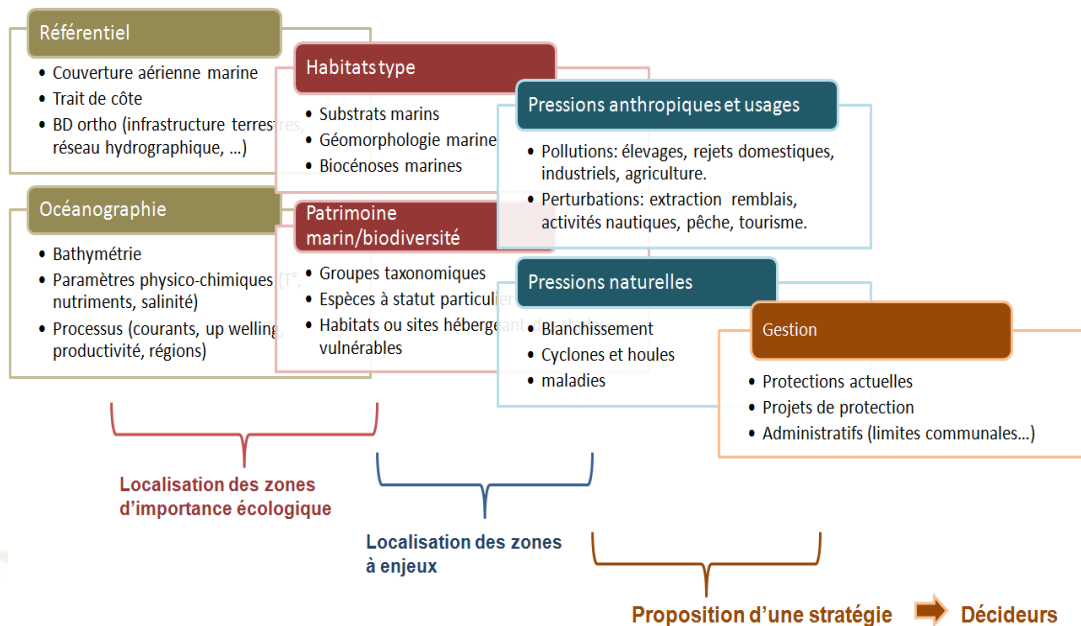 Référentiel
• Couverture aérienne marine
• Trait de côte
• BD ortho (infrastructure terrestres,
réseau hydrographique, ...)
Océanographie
• Bathymétrie
• Paramètres physico-chimiques (T°,
nutriments, salinité)
• Processus (courants, up welling,
productivité, régions)
Habitats type
• Substrats marins
• Géomorphologie marine
• Biocénoses marines
Patrimoine
marin/biodiversité
• Groupes taxonomiques
• Espèces à statut particulier
• Habitats ou sites hébergeant
vulnérables
Pressions anthropiques et usages
• Pollutions: élevages, rejets domestiques,
industriels, agriculture.
• Perturbations: extraction remblais,
activités nautiques, pêche, tourisme.
Pressions naturelles
• Blanchissement
• Cyclones et houles
• maladies
Gestion
• Protections actuelles
• Projets de protection
• Administratifs (limites communales...)
Localisation des zones
d'importance écologique
Localisation des zones
à enjeux
Proposition d'une stratégie
Décideurs